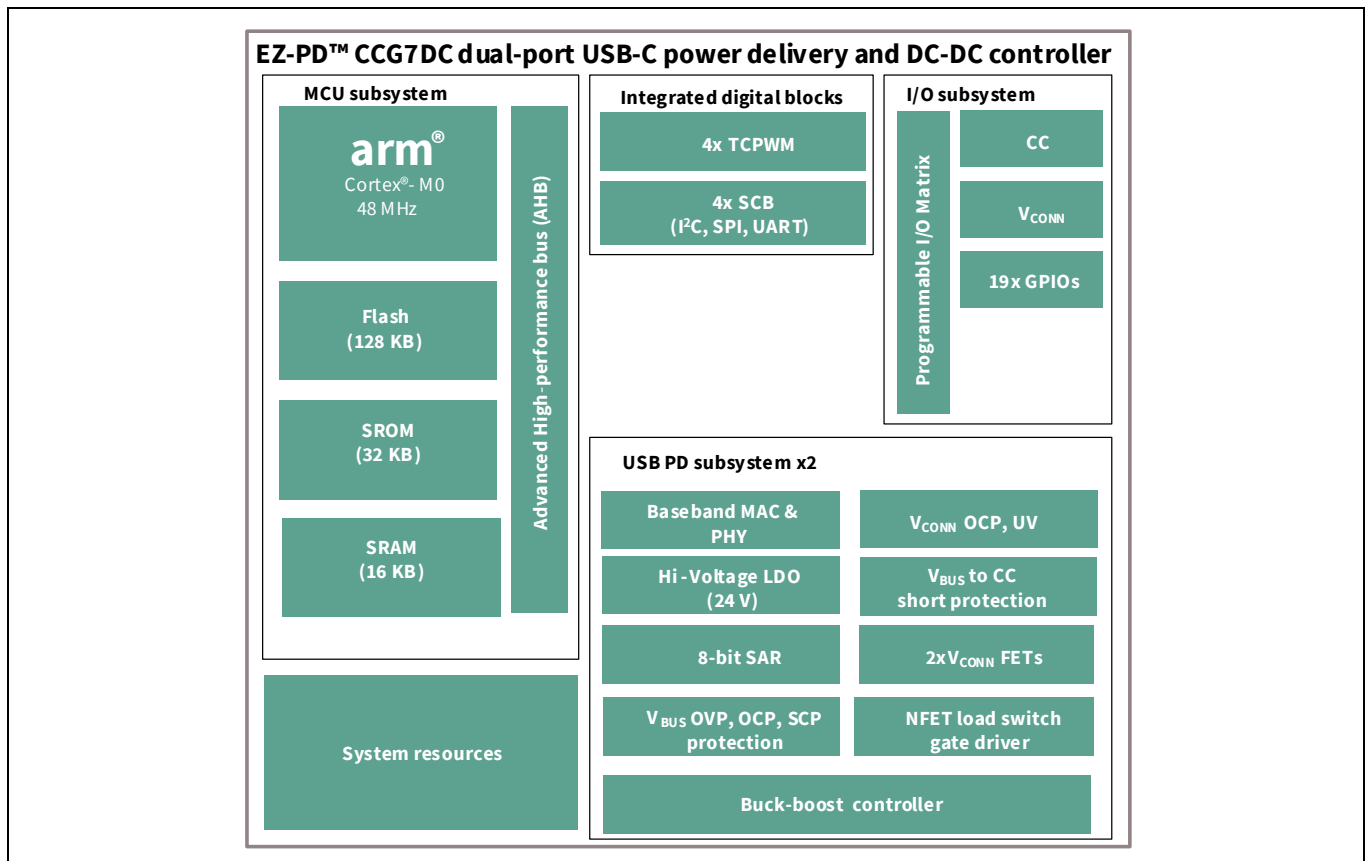 EZ-PD™ CCG7DC dual-port USB-C power delivery and DC-DC controller
MCU subsystem
arm®
Cortex®- M0
48 MHz
Flash
(128 KB)
SROM
(32 KB)
SRAM
(16 KB)
Advanced High-performance bus (AHB)
System resources
Integrated digital blocks
4x TCPWM
4x SCB
(I²C, SPI, UART)
I/O subsystem
Programmable I/O Matrix
CC
VCONN
19x GPIOs
USB PD subsystem x2
Baseband MAC &
PHY
VCONN OCP, UV
Hi-Voltage LDO
(24 V)
VBUS to CC
short protection
8-bit SAR
2xVCONN FETs
VBUS OVP, OCP, SCP
protection
NFET load switch
gate driver
Buck-boost controller